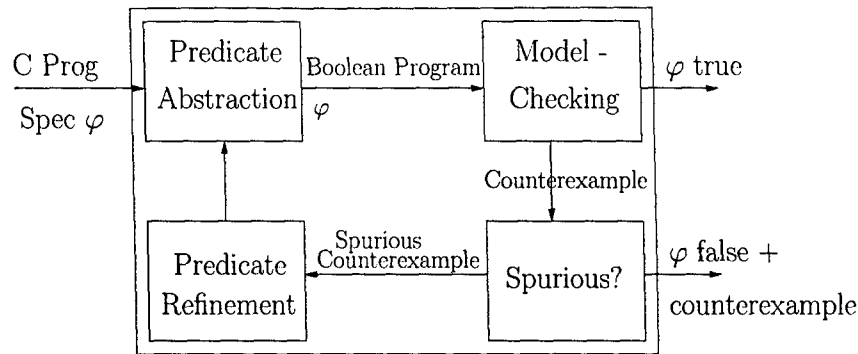 C Prog
Spec φ
Predicate
Abstraction
Boolean Program
φ
Model -
Checking
φ true
Counterexample
Predicate
Refinement
Spurious
Counterexample
Spurious?
φ false +
counterexample